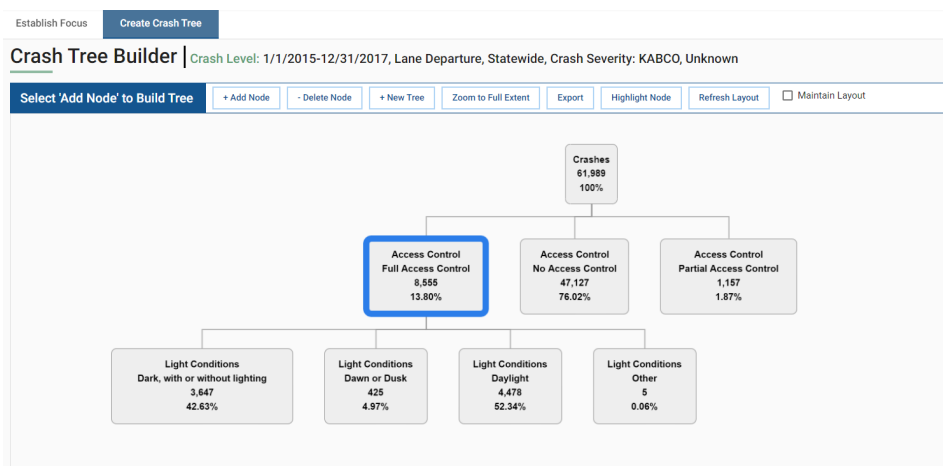 Establish Focus
Create Crash Tree
Crash Tree Builder | Crash Level: 1/1/2015-12/31/2017, Lane Departure, Statewide, Crash Severity: KABCO, Unknown
Select 'Add Node' to Build Tree
+ Add Node
- Delete Node
+ New Tree
Zoom to Full Extent
Export
Highlight Node
Refresh Layout
Maintain Layout
Crashes
61,989
100%
Access Control
Full Access Control
8,555
13.80%
Access Control
No Access Control
47,127
76.02%
Access Control
Partial Access Control
1,157
1.87%
Light Conditions
Dark, with or without lighting
3,647
42.63%
Light Conditions
Dawn or Dusk
425
4.97%
Light Conditions
Daylight
4,478
52.34%
Light Conditions
Other
5
0.06%